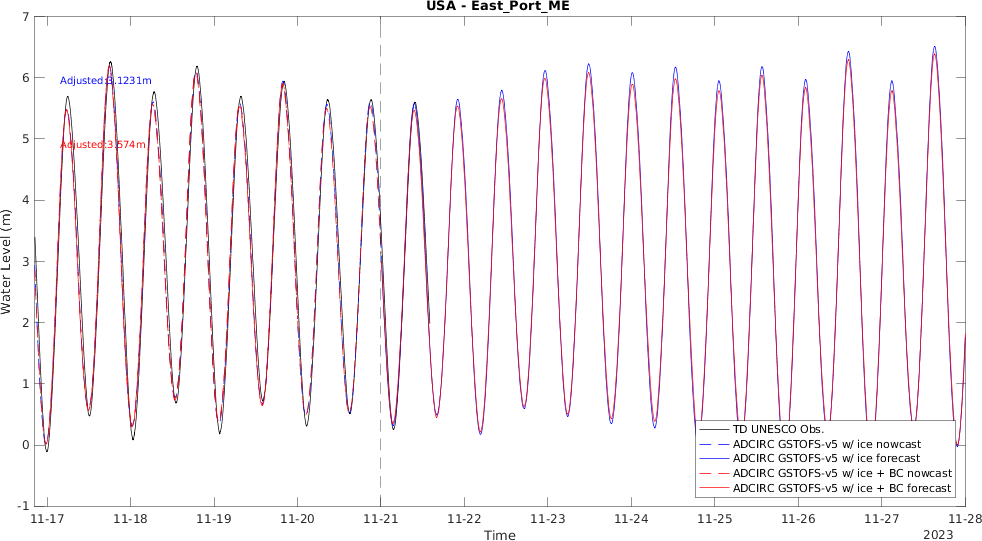 USA - East_Port_ME
7
6
5
4
3
2
1
0
-1
Water Level (m)
Adjusted:3.1231m
Adjusted:3.574m
TD UNESCO Obs.
ADCIRC GSTOFS-v5 w/ ice nowcast
ADCIRC GSTOFS-v5 w/ ice forecast
ADCIRC GSTOFS-v5 w/ ice + BC nowcast
ADCIRC GSTOFS-v5 w/ ice + BC forecast
11-17 11-18 11-19 11-20 11-21 11-22 11-23 11-24 11-25 11-26 11-27 11-28
Time
2023